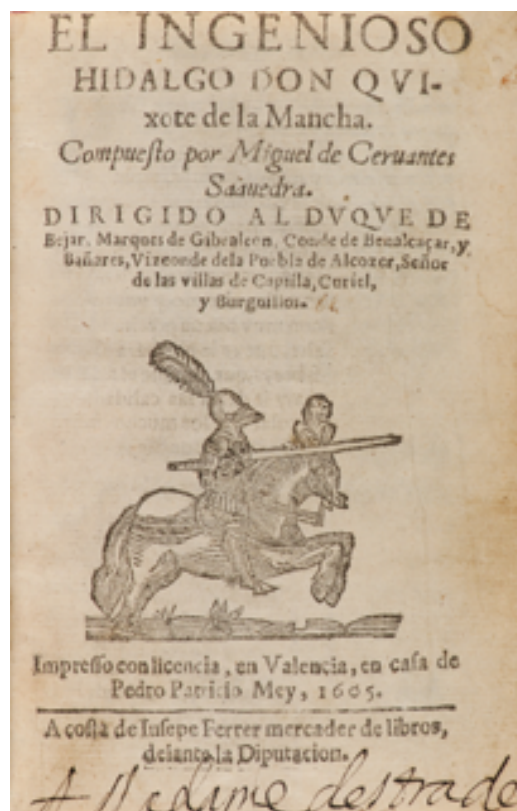 EL INGENIOSO
HIDALGO DON QVI-
xote de la Mancha.
Compueſto por Miguel de Ceruantes
Saauedra.
DIRIGIDO AL DVQVE DE
Bejar, Marques de Gibraleon, Conde de Benalcaçar, y
Bañares, Vizconde dela Puebla de Alcozer, Señor
de las villas de Capilla, Curiel,
y Burguillos.
Impreſſo con licencia, en Valencia, en caſa de
Pedro Patricio Mey, 1605.
A coſta de Iuſepe Ferrer mercader de libros,
delante la Diputacion.
A Madame destrade